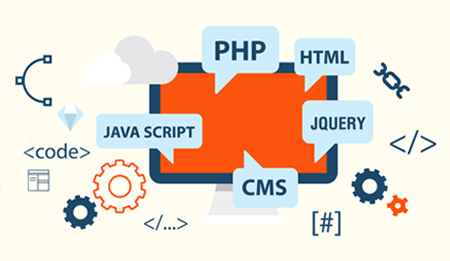 PHP
HTML
JAVA SCRIPT
JQUERY
</>
<code>
CMS
</...>
[#]